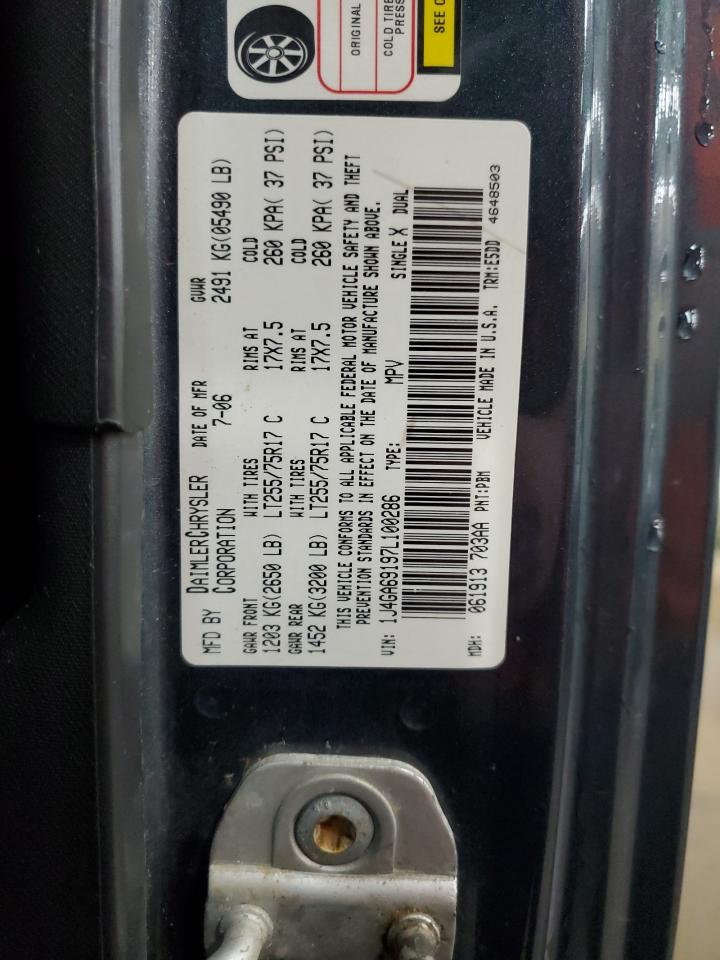 ORIGINAL
COLD TIRE
PRESS
SEE
MFD BY DAIMLERCHRYSLER CORPORATION DATE OF MFR 7-06 GVWR 2491 KG(05490 LB)
GAWR FRONT WITH TIRES RIMS AT COLD
1203 KG(2650 LB) LT255/75R17 C 17X7.5 260 KPA( 37 PSI)
GAWR REAR WITH TIRES RIMS AT COLD
1452 KG(3200 LB) LT255/75R17 C 17X7.5 260 KPA( 37 PSI)
THIS VEHICLE CONFORMS TO ALL APPLICABLE FEDERAL MOTOR VEHICLE SAFETY AND THEFT
PREVENTION STANDARDS IN EFFECT ON THE DATE OF MANUFACTURE SHOWN ABOVE.
VIN: 1J4GA69197L100286 TYPE: MPV SINGLE X DUAL
MDH: 061913 703AA PNT:PBM VEHICLE MADE IN U.S.A. TRM:E5DD 4648503